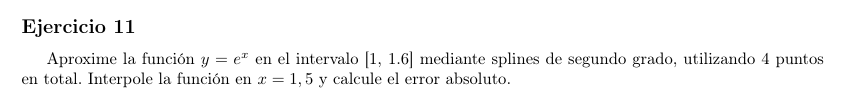 Ejercicio 11
Aproxime la función y = e^x en el intervalo [1, 1.6] mediante splines de segundo grado, utilizando 4 puntos
en total. Interpole la función en x = 1,5 y calcule el error absoluto.